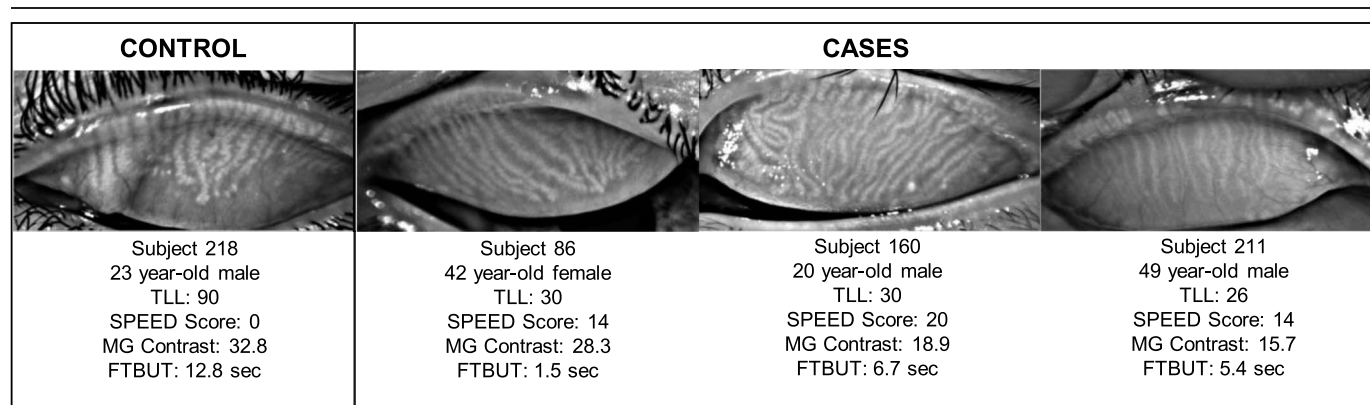 CONTROL
CASES
Subject 218
23 year-old male
TLL: 90
SPEED Score: 0
MG Contrast: 32.8
FTBUT: 12.8 sec
Subject 86
42 year-old female
TLL: 30
SPEED Score: 14
MG Contrast: 28.3
FTBUT: 1.5 sec
Subject 160
20 year-old male
TLL: 30
SPEED Score: 20
MG Contrast: 18.9
FTBUT: 6.7 sec
Subject 211
49 year-old male
TLL: 26
SPEED Score: 14
MG Contrast: 15.7
FTBUT: 5.4 sec